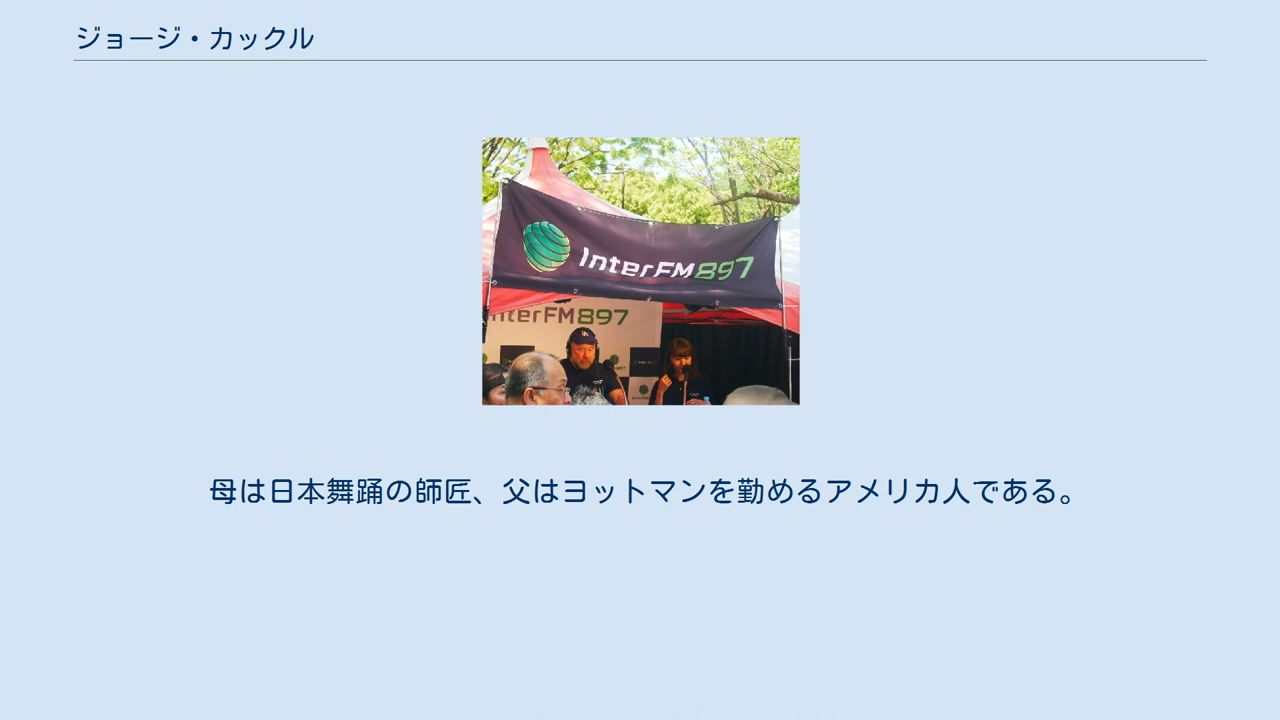 ジョージ・カックル
InterFM897
nterFM897
母は日本舞踊の師匠、父はヨットマンを勤めるアメリカ人である。